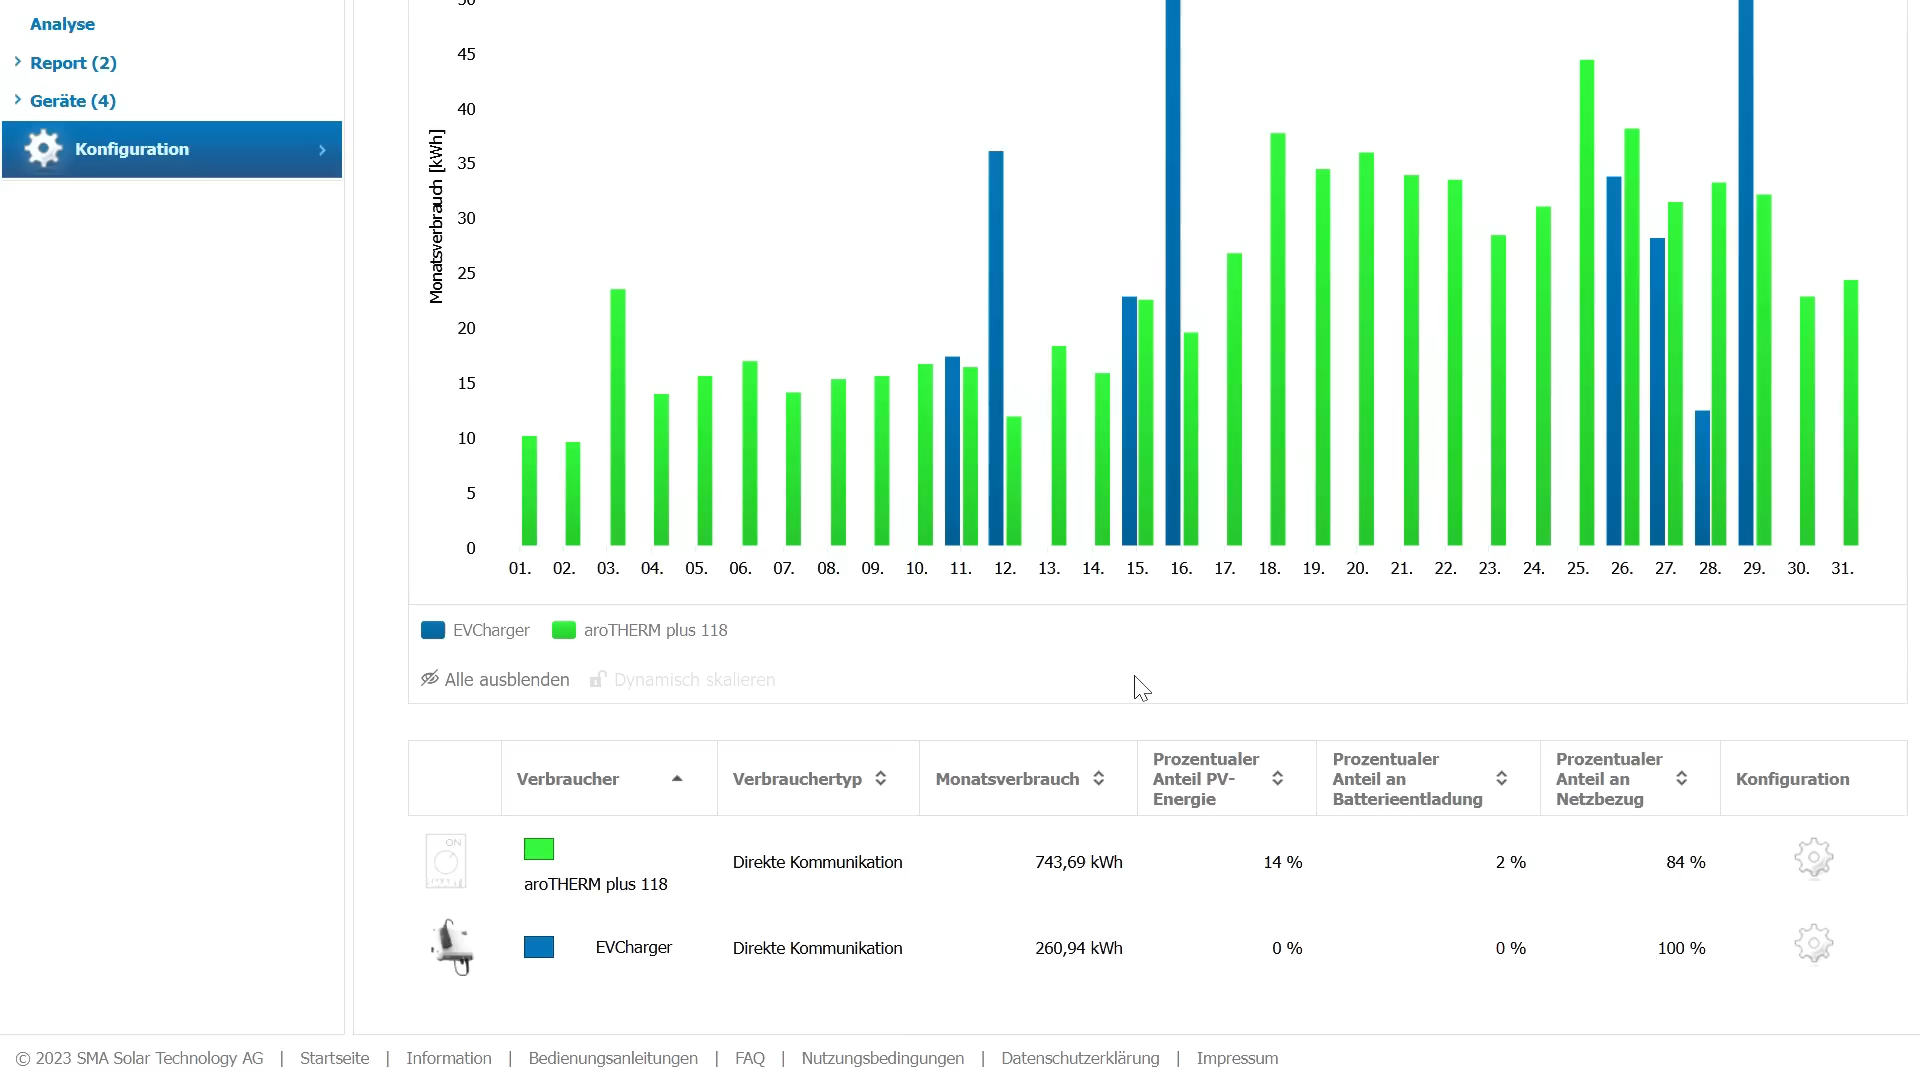 Analyse
Report (2)
Geräte (4)
Konfiguration
50
45
40
35
30
25
20
15
10
5
0
Monatsverbrauch [kWh]
01. 02. 03. 04. 05. 06. 07. 08. 09. 10. 11. 12. 13. 14. 15. 16. 17. 18. 19. 20. 21. 22. 23. 24. 25. 26. 27. 28. 29. 30. 31.
EVCharger aroTHERM plus 118
Alle ausblenden Dynamisch skalieren
Verbraucher
Verbrauchertyp
Monatsverbrauch
Prozentualer
Anteil PV-
Energie
Prozentualer
Anteil an
Batterieentladung
Prozentualer
Anteil an
Netzbezug
Konfiguration
ON
SMART
aroTHERM plus 118
Direkte Kommunikation 743,69 kWh 14 % 2 % 84 %
EVCharger Direkte Kommunikation 260,94 kWh 0 % 0 % 100 %
© 2023 SMA Solar Technology AG | Startseite | Information | Bedienungsanleitungen | FAQ | Nutzungsbedingungen | Datenschutzerklärung | Impressum